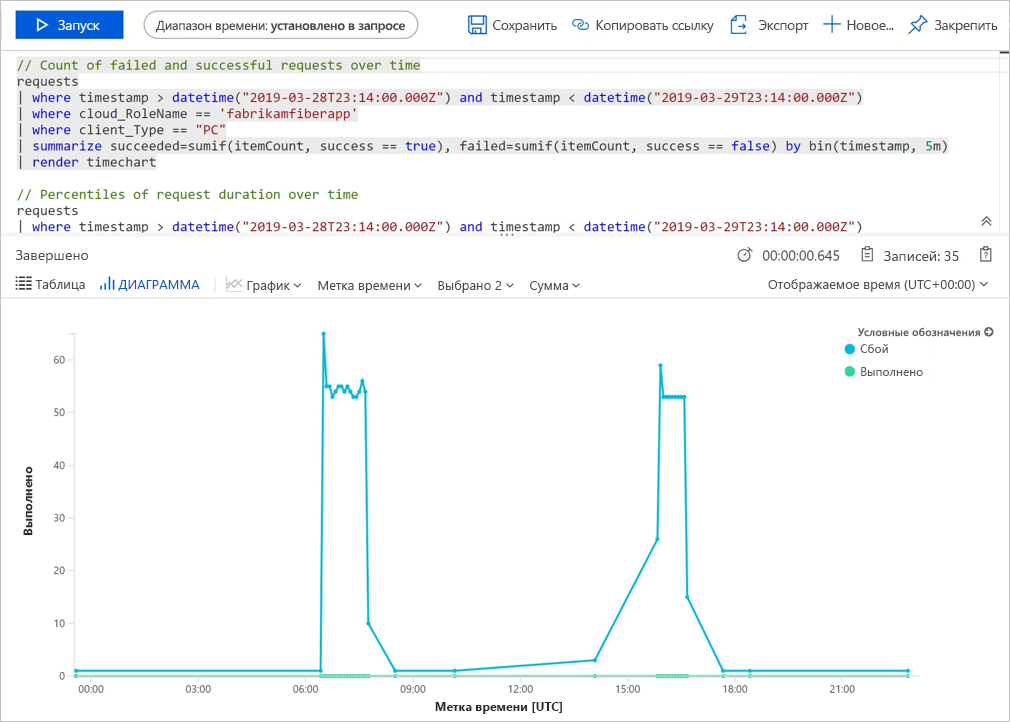 Запуск
Диапазон времени: установлено в запросе
Сохранить
Копировать ссылку
Экспорт
Новое...
Закрепить
// Count of failed and successful requests over time
requests
| where timestamp > datetime("2019-03-28T23:14:00.000Z") and timestamp < datetime("2019-03-29T23:14:00.000Z")
| where cloud_RoleName == 'fabrikamfiberapp'
| where client_Type == "PC"
| summarize succeeded=sumif(itemCount, success == true), failed=sumif(itemCount, success == false) by bin(timestamp, 5m)
| render timechart
// Percentiles of request duration over time
requests
| where timestamp > datetime("2019-03-28T23:14:00.000Z") and timestamp < datetime("2019-03-29T23:14:00.000Z")
Завершено
00:00:00.645
Записей: 35
Таблица
ДИАГРАММА
График
Метка времени
Выбрано 2
Сумма
Отображаемое время (UTC+00:00)
Условные обозначения
Сбой
Выполнено
Выполнено
60
50
40
30
20
10
0
00:00
03:00
06:00
09:00
12:00
15:00
18:00
21:00
Метка времени [UTC]